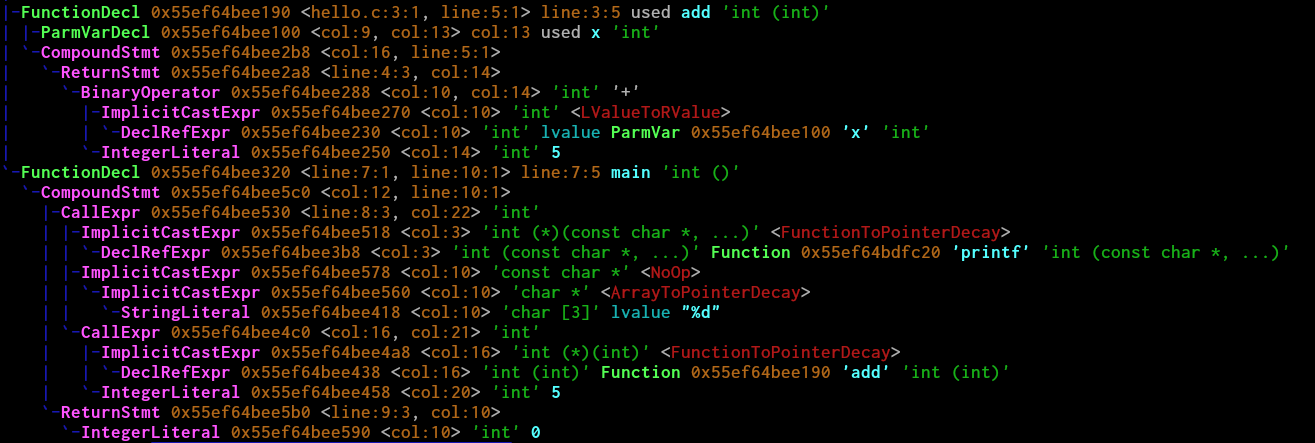 |-FunctionDecl 0x55ef64bee190 <hello.c:3:1, line:5:1> line:3:5 used add 'int (int)'
| |-ParmVarDecl 0x55ef64bee100 <col:9, col:13> col:13 used x 'int'
| `-CompoundStmt 0x55ef64bee2b8 <col:16, line:5:1>
|   `-ReturnStmt 0x55ef64bee2a8 <line:4:3, col:14>
|     `-BinaryOperator 0x55ef64bee288 <col:10, col:14> 'int' '+'
|       |-ImplicitCastExpr 0x55ef64bee270 <col:10> 'int' <LValueToRValue>
|       | `-DeclRefExpr 0x55ef64bee230 <col:10> 'int' lvalue ParmVar 0x55ef64bee100 'x' 'int'
|       `-IntegerLiteral 0x55ef64bee250 <col:14> 'int' 5
`-FunctionDecl 0x55ef64bee320 <line:7:1, line:10:1> line:7:5 main 'int ()'
  `-CompoundStmt 0x55ef64bee5c0 <col:12, line:10:1>
    |-CallExpr 0x55ef64bee530 <line:8:3, col:22> 'int'
    | |-ImplicitCastExpr 0x55ef64bee518 <col:3> 'int (*)(const char *, ...)' <FunctionToPointerDecay>
    | | `-DeclRefExpr 0x55ef64bee3b8 <col:3> 'int (const char *, ...)' Function 0x55ef64bdfc20 'printf' 'int (const char *, ...)'
    | |-ImplicitCastExpr 0x55ef64bee578 <col:10> 'const char *' <NoOp>
    | | `-ImplicitCastExpr 0x55ef64bee560 <col:10> 'char *' <ArrayToPointerDecay>
    | |   `-StringLiteral 0x55ef64bee418 <col:10> 'char [3]' lvalue "%d"
    | `-CallExpr 0x55ef64bee4c0 <col:16, col:21> 'int'
    |   |-ImplicitCastExpr 0x55ef64bee4a8 <col:16> 'int (*)(int)' <FunctionToPointerDecay>
    |   | `-DeclRefExpr 0x55ef64bee438 <col:16> 'int (int)' Function 0x55ef64bee190 'add' 'int (int)'
    |   `-IntegerLiteral 0x55ef64bee458 <col:20> 'int' 5
    `-ReturnStmt 0x55ef64bee5b0 <line:9:3, col:10>
      `-IntegerLiteral 0x55ef64bee590 <col:10> 'int' 0